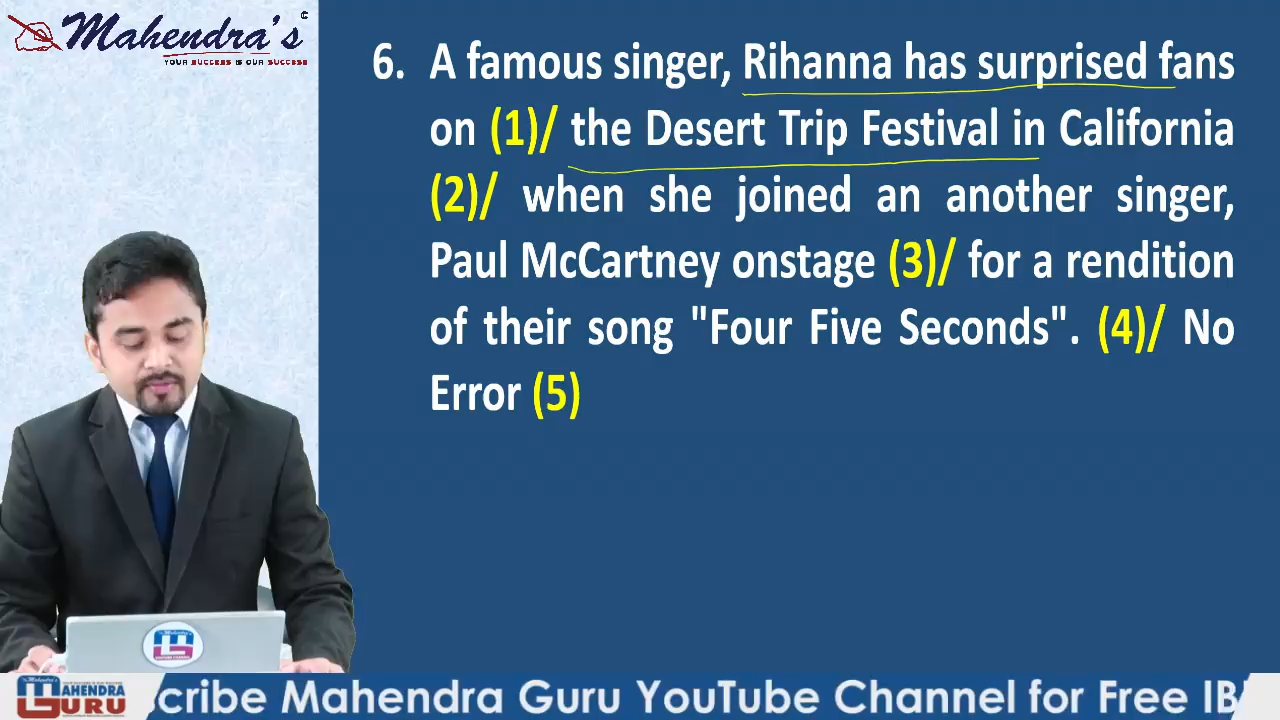 Mahendra's
YOUR SUCCESS IS OUR SUCCESS
6. A famous singer, Rihanna has surprised fans
on (1)/ the Desert Trip Festival in California
(2)/ when she joined an another singer,
Paul McCartney onstage (3)/ for a rendition
of their song "Four Five Seconds". (4)/ No
Error (5)
MAHENDRA
GURU
scribe Mahendra Guru YouTube Channel for Free